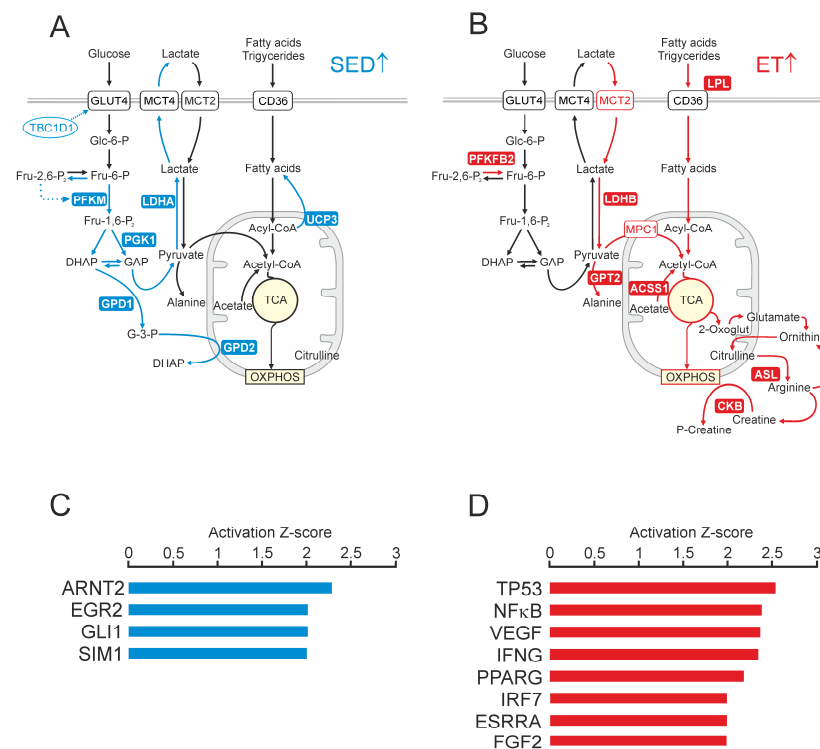 A
SED↑
Glucose
Lactate
Fatty acids
Trigycerides
GLUT4
MCT4
MCT2
CD36
TBC1D1
Glc-6-P
Fru-2,6-P₂
Fru-6-P
Lactate
Fatty acids
PFKM
LDHA
UCP3
Fru-1,6-P₂
PGK1
Acyl-CoA
DHAP
GAP
Pyruvate
Acetyl-CoA
GPD1
Alanine
Acetate
TCA
G-3-P
GPD2
DHAP
Citrulline
OXPHOS
B
ET↑
Glucose
Lactate
Fatty acids
Trigycerides
LPL
GLUT4
MCT4
MCT2
CD36
Glc-6-P
PFKFB2
Fru-2,6-P₂
Fru-6-P
Lactate
Fatty acids
LDHB
Fru-1,6-P₂
MPC1
Acyl-CoA
DHAP
GAP
Pyruvate
Acetyl-CoA
GPT2
ACSS1
Alanine
Acetate
TCA
2-Oxoglut
Glutamate
Ornithin
Citrulline
ASL
Arginine
OXPHOS
CKB
Creatine
P-Creatine
C
Activation Z-score
0 0.5 1 1.5 2 2.5 3
ARNT2
EGR2
GLI1
SIM1
D
Activation Z-score
0 0.5 1 1.5 2 2.5 3
TP53
NFκB
VEGF
IFNG
PPARG
IRF7
ESRRA
FGF2